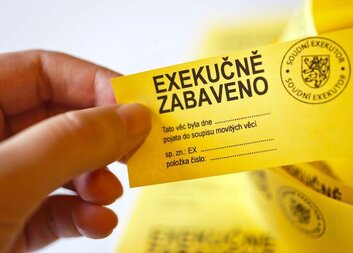 EXEKUČNĚ
ZABAVENO
Tato věc byla dne ..................
pojata do soupisu movitých věcí
sp. zn.: EX ..............................
položka číslo: ........................
SOUDNÍ EXEKUTOR
SOUDNÍ EXEKUTOR
EXEKUČNĚ